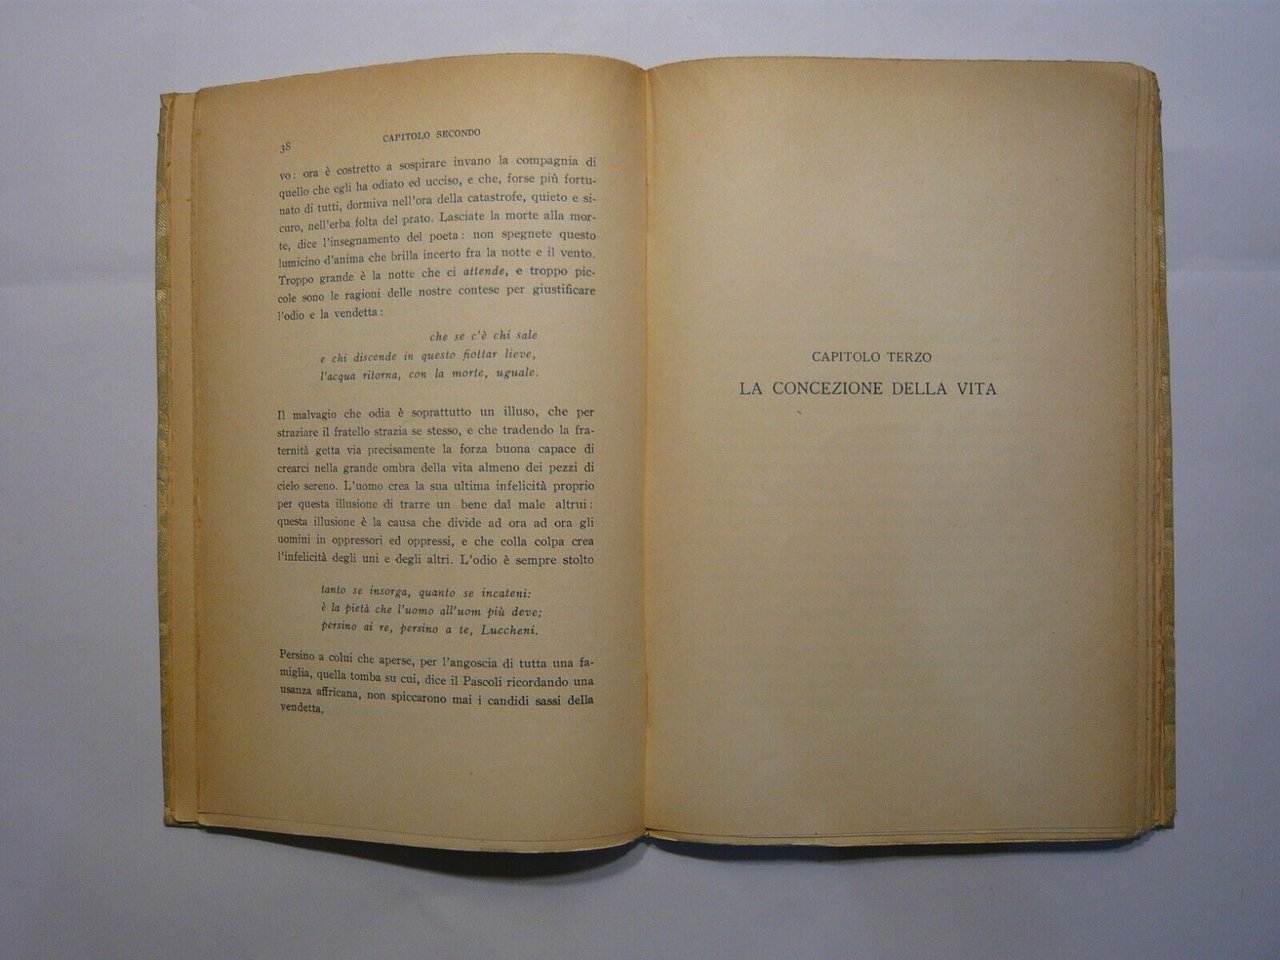 38
CAPITOLO SECONDO
vo: ora è costretto a sospirare invano la compagnia di
quello che egli ha odiato ed ucciso, e che, forse più fortu-
nato di tutti, dormiva nell'ora della catastrofe, quieto e si-
curo, nell'erba folta del prato. Lasciate la morte alla mor-
te, dice l'insegnamento del poeta: non spegnete questo
lumicino d'anima che brilla incerto fra la notte e il vento.
Troppo grande è la notte che ci attende, e troppo pic-
cole sono le ragioni delle nostre contese per giustificare
l'odio e la vendetta:
che se c'è chi sale
e chi discende in questo fiottar lieve,
l'acqua ritorna, con la morte, uguale.
Il malvagio che odia è soprattutto un illuso, che per
straziare il fratello strazia se stesso, e che tradendo la fra-
ternità getta via precisamente la forza buona capace di
crearci nella grande ombra della vita almeno dei pezzi di
cielo sereno. L'uomo crea la sua ultima infelicità proprio
per questa illusione di trarre un bene dal male altrui:
questa illusione è la causa che divide ad ora ad ora gli
uomini in oppressori ed oppressi, e che colla colpa crea
l'infelicità degli uni e degli altri. L'odio è sempre stolto
tanto se insorga, quanto se incateni:
è la pietà che l'uomo all'uom più deve;
persino ai re, persino a te, Luccheni.
Persino a colui che aperse, per l'angoscia di tutta una fa-
miglia, quella tomba su cui, dice il Pascoli ricordando una
usanza affricana, non spiccarono mai i candidi sassi della
vendetta.
CAPITOLO TERZO
LA CONCEZIONE DELLA VITA